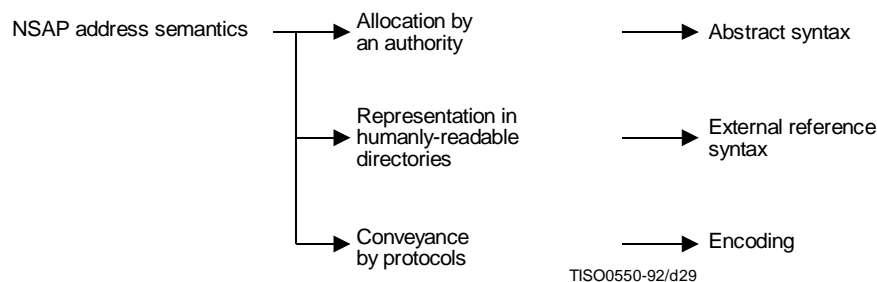 NSAP address semantics
Allocation by
an authority
Abstract syntax
Representation in
humanly-readable
directories
External reference
syntax
Conveyance
by protocols
Encoding
TISO0550-92/d29